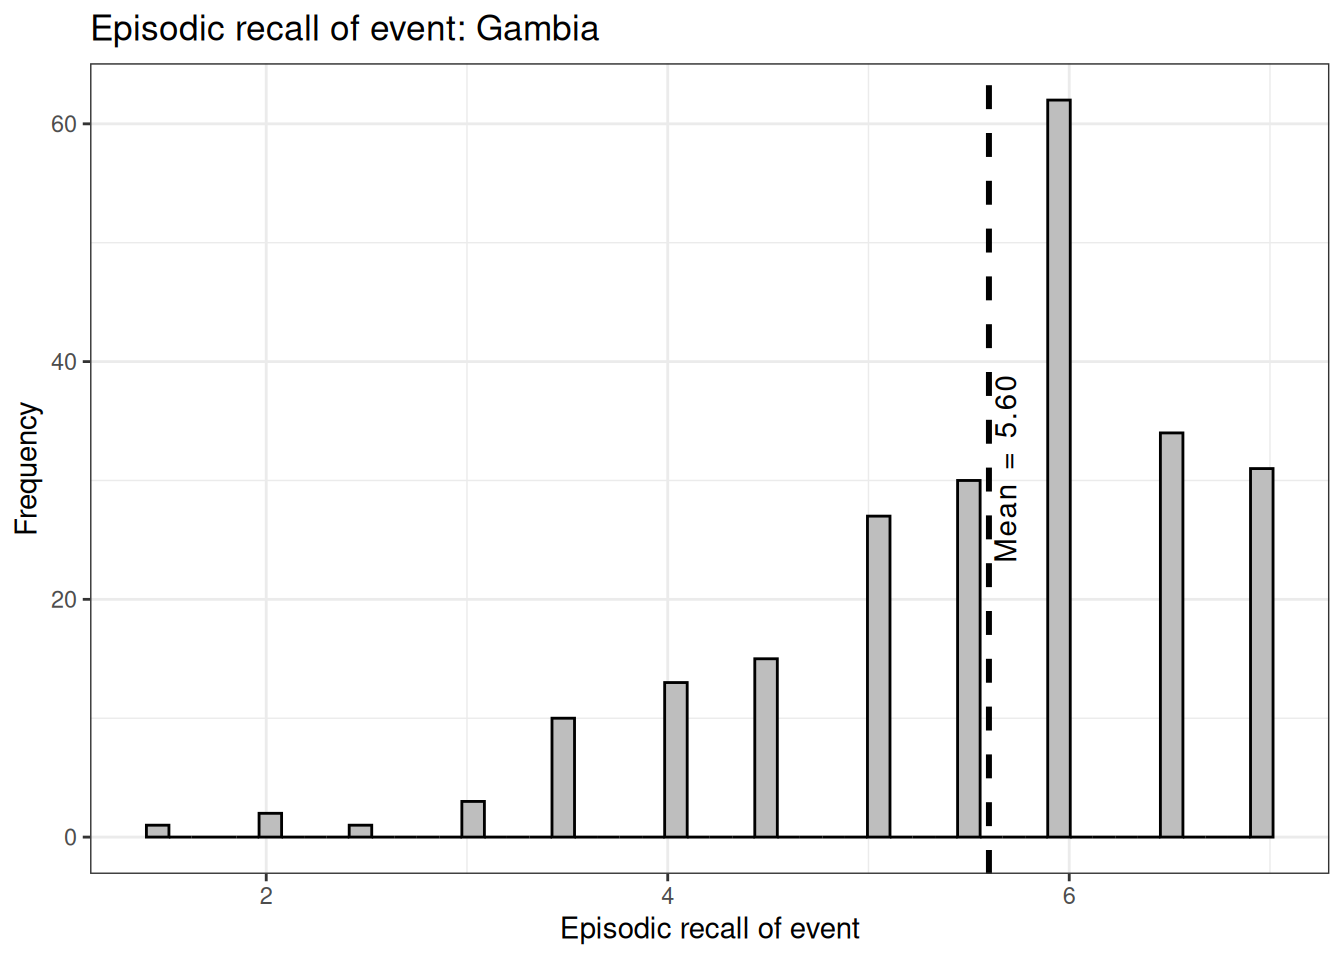 Episodic recall of event: Gambia
60
40
20
0
Frequency
Mean = 5.60
2
4
6
Episodic recall of event